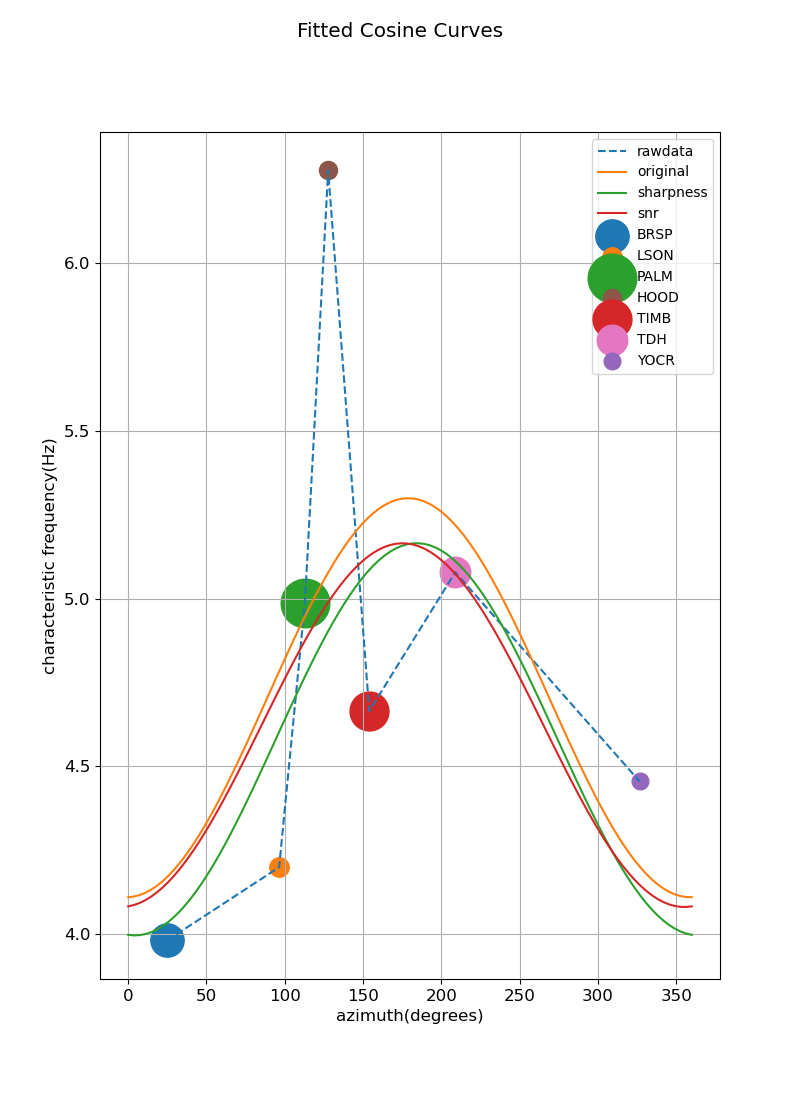 Fitted Cosine Curves
rawdata
original
sharpness
snr
BRSP
LSON
PALM
HOOD
TIMB
TDH
YOCR
6.0
5.5
5.0
4.5
4.0
characteristic frequency(Hz)
0 50 100 150 200 250 300 350
azimuth(degrees)